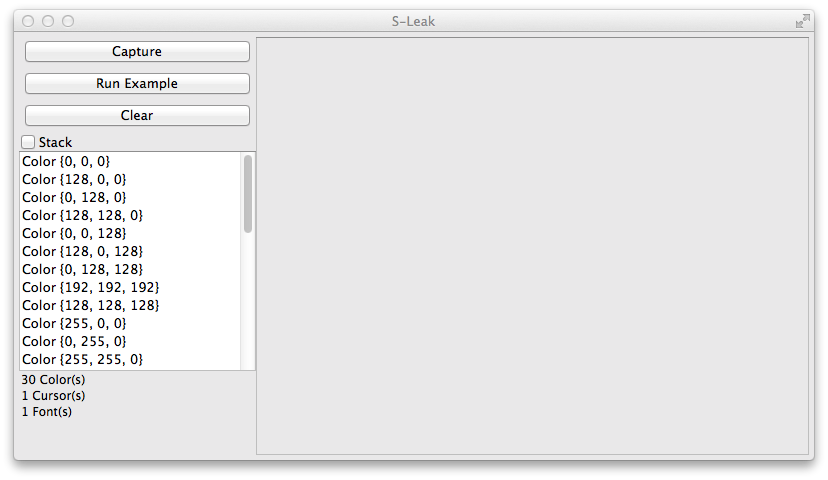 S-Leak
Capture
Run Example
Clear
Stack
Color {0, 0, 0}
Color {128, 0, 0}
Color {0, 128, 0}
Color {128, 128, 0}
Color {0, 0, 128}
Color {128, 0, 128}
Color {0, 128, 128}
Color {192, 192, 192}
Color {128, 128, 128}
Color {255, 0, 0}
Color {0, 255, 0}
Color {255, 255, 0}
30 Color(s)
1 Cursor(s)
1 Font(s)